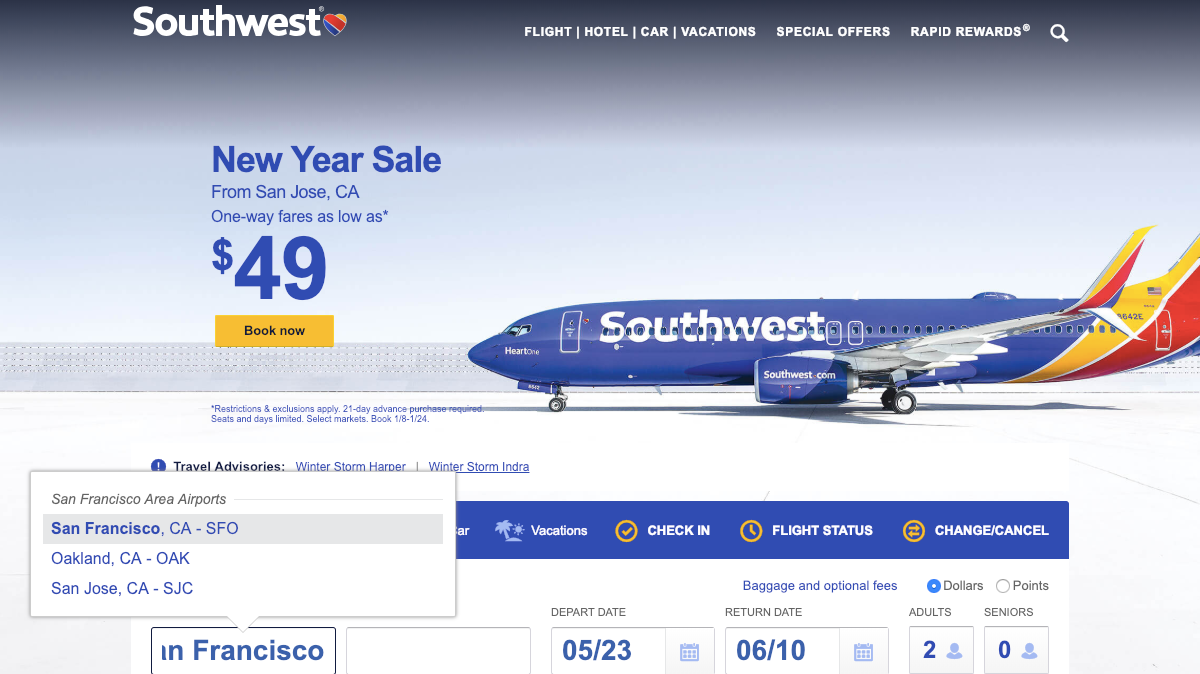 Southwest®
FLIGHT | HOTEL | CAR | VACATIONS
SPECIAL OFFERS
RAPID REWARDS®
New Year Sale
From San Jose, CA
One-way fares as low as*
$49
Book now
Southwest
HeartOne
Southwest.com
*Restrictions & exclusions apply. 21-day advance purchase required.
Seats and days limited. Select markets. Book 1/8-1/24.
Travel Advisories: Winter Storm Harper | Winter Storm Indra
San Francisco Area Airports
San Francisco, CA - SFO
Oakland, CA - OAK
San Jose, CA - SJC
ar
Vacations
CHECK IN
FLIGHT STATUS
CHANGE/CANCEL
Baggage and optional fees
Dollars
Points
DEPART DATE
RETURN DATE
ADULTS
SENIORS
an Francisco
05/23
06/10
2
0